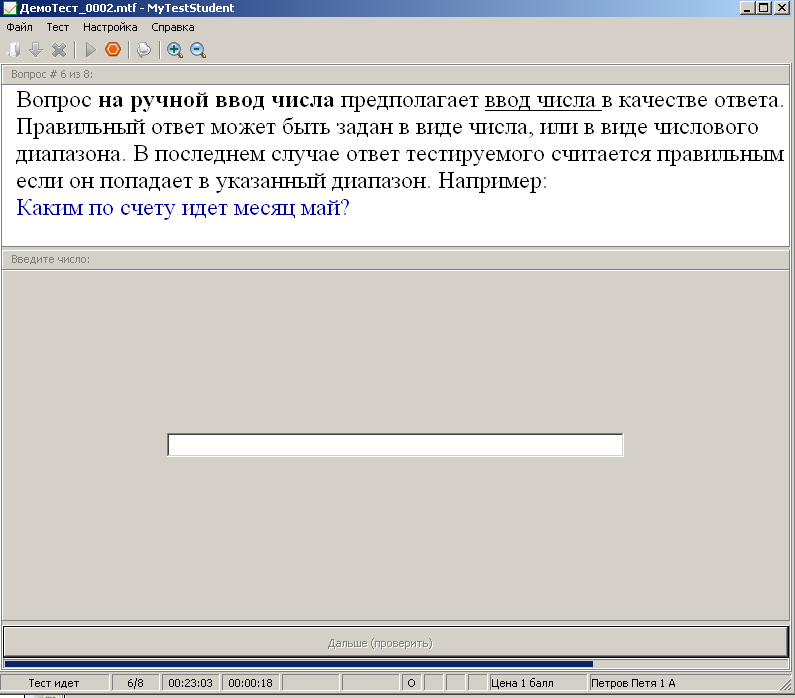 ДемоТест_0002.mtf - MyTestStudent
Файл Тест Настройка Справка
Вопрос # 6 из 8:
Вопрос на ручной ввод числа предполагает ввод числа в качестве ответа.
Правильный ответ может быть задан в виде числа, или в виде числового
диапазона. В последнем случае ответ тестируемого считается правильным
если он попадает в указанный диапазон. Например:
Каким по счету идет месяц май?
Введите число:
Дальше (проверить)
Тест идет 6/8 00:23:03 00:00:18 О Цена 1 балл Петров Петя 1 А